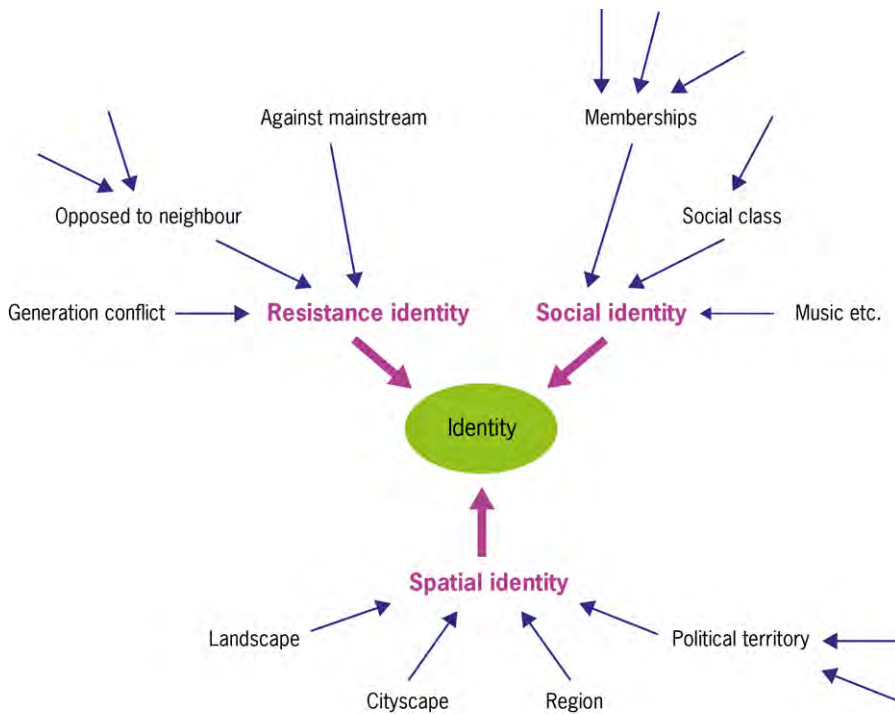 Against mainstream
Memberships
Opposed to neighbour
Social class
Generation conflict
Resistance identity
Social identity
Music etc.
Identity
Spatial identity
Landscape
Political territory
Cityscape
Region